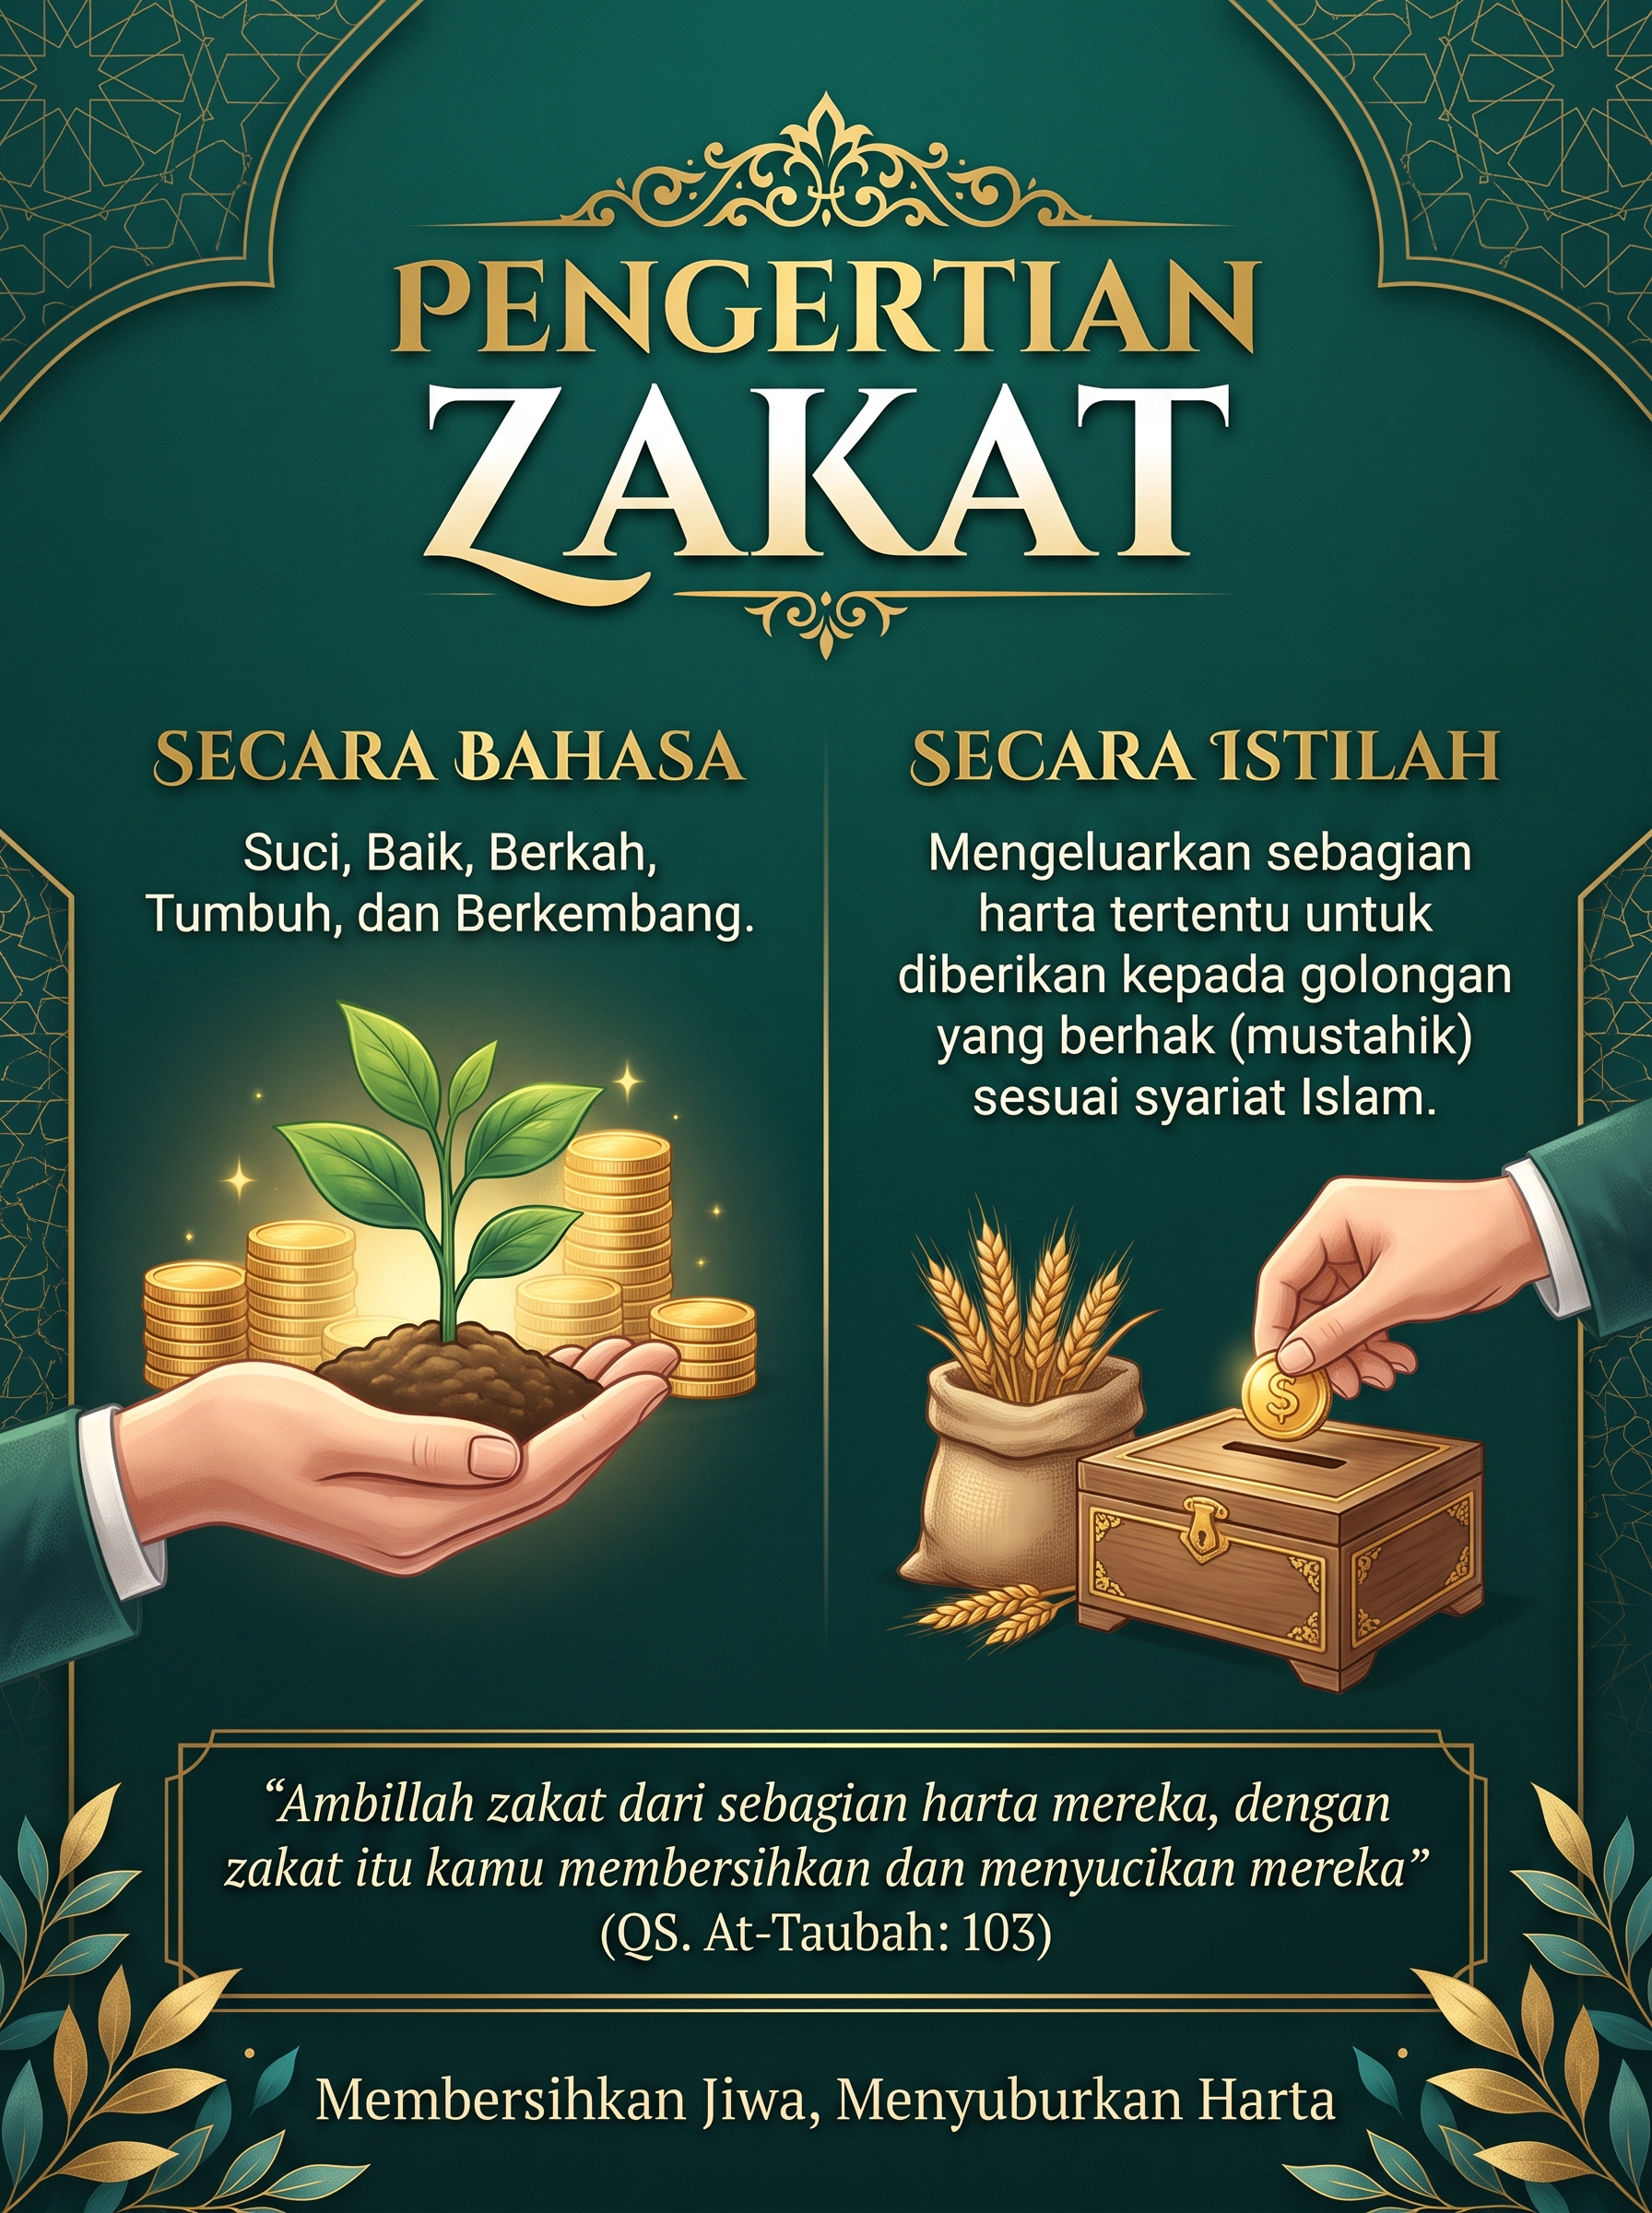 PENGERTIAN
ZAKAT
SECARA BAHASA
Suci, Baik, Berkah,
Tumbuh, dan Berkembang.
SECARA ISTILAH
Mengeluarkan sebagian
harta tertentu untuk
diberikan kepada golongan
yang berhak (mustahik)
sesuai syariat Islam.
$
“Ambillah zakat dari sebagian harta mereka, dengan
zakat itu kamu membersihkan dan menyucikan mereka”
(QS. At-Taubah: 103)
Membersihkan Jiwa, Menyuburkan Harta